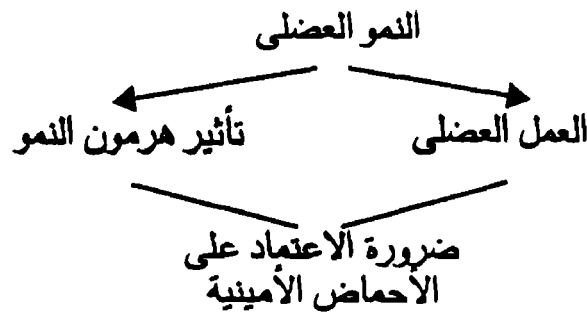 النمو العضلى
العمل العضلى
تأثير هرمون النمو
ضرورة الاعتماد على
الأحماض الأمينية